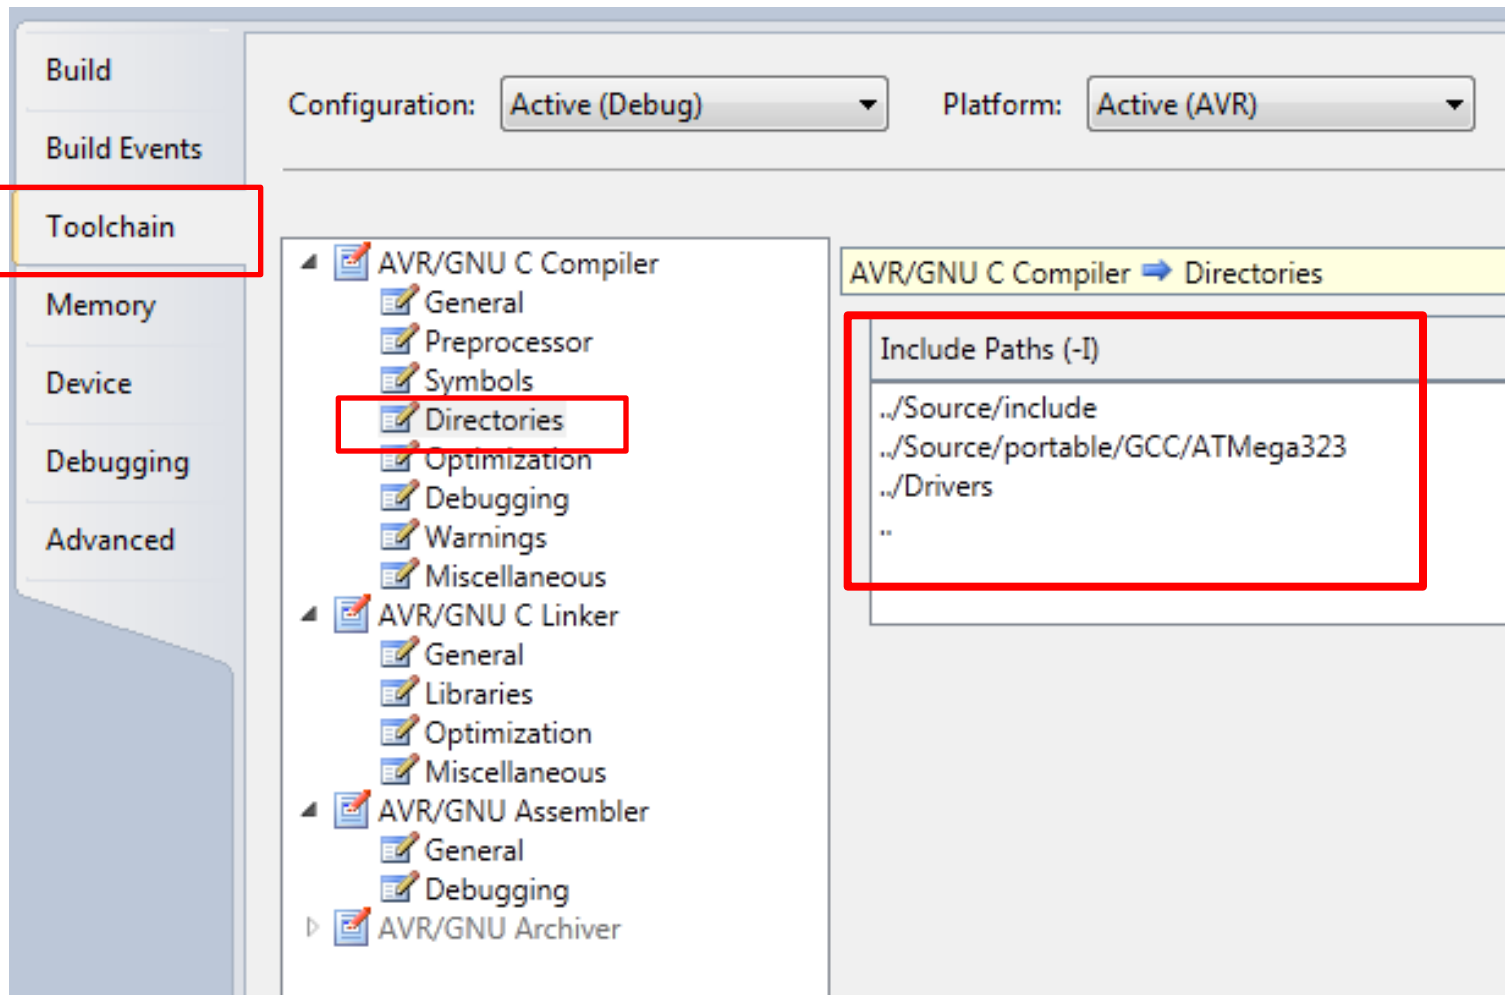 Build
Build Events
Toolchain
Memory
Device
Debugging
Advanced
Configuration: Active (Debug) Platform: Active (AVR)
AVR/GNU C Compiler
General
Preprocessor
Symbols
Directories
Optimization
Debugging
Warnings
Miscellaneous
AVR/GNU C Linker
General
Libraries
Optimization
Miscellaneous
AVR/GNU Assembler
General
Debugging
AVR/GNU Archiver
AVR/GNU C Compiler Directories
Include Paths (-I)
../Source/include
../Source/portable/GCC/ATMega323
../Drivers
..